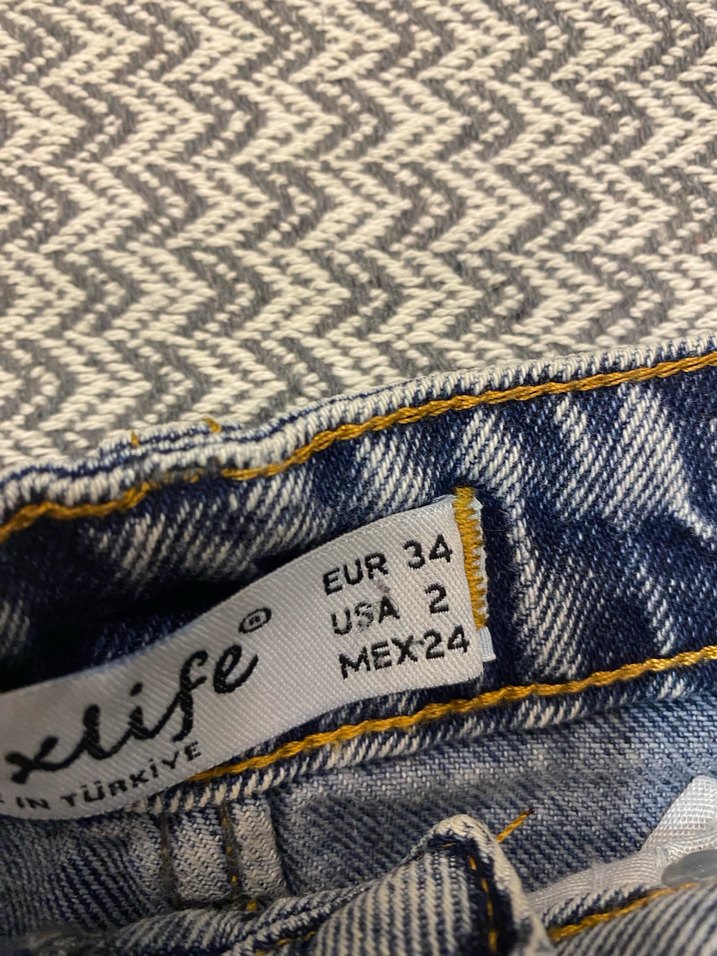 EUR 34
USA 2
MEX-24
xlife®
IN TÜRKİYE